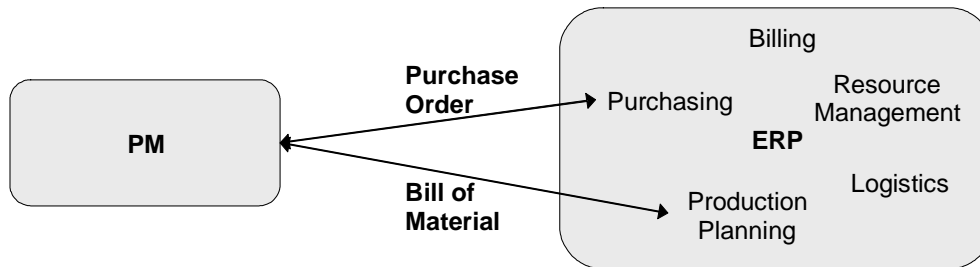 PM
Purchase
Order
Bill of
Material
Billing
Purchasing
Resource
Management
ERP
Logistics
Production
Planning